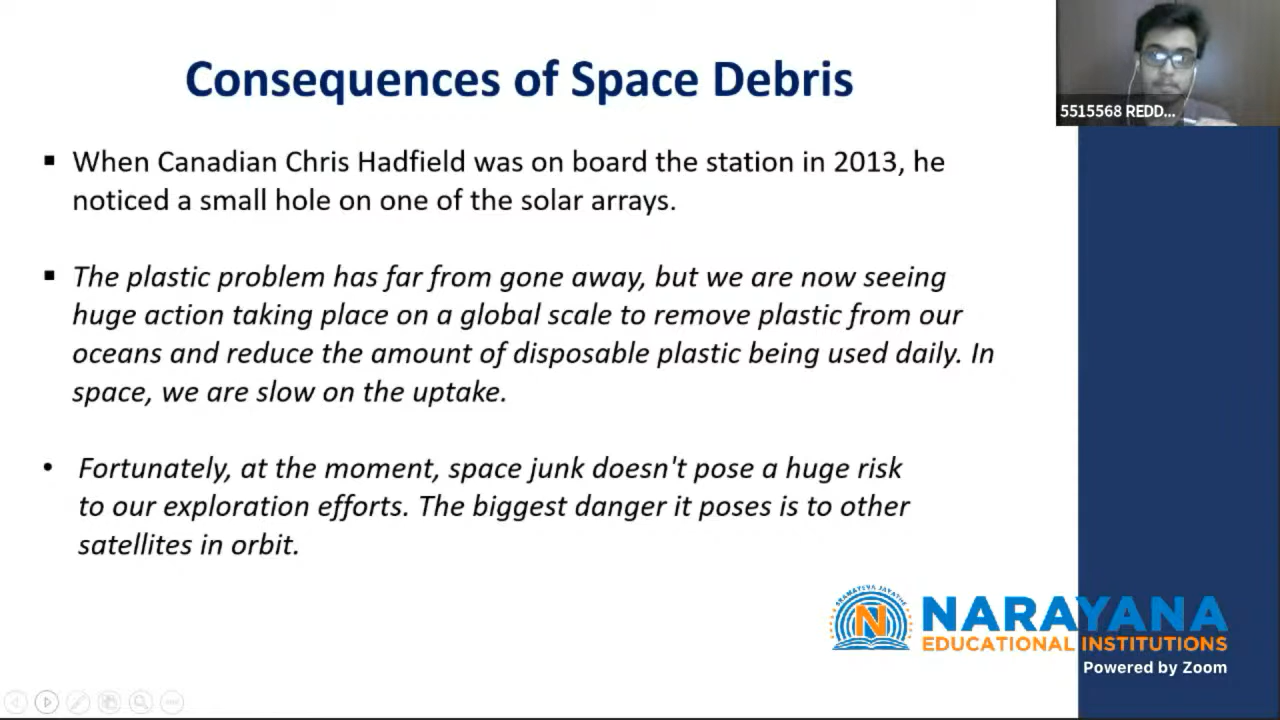 Consequences of Space Debris
5515568 REDD...
▪ When Canadian Chris Hadfield was on board the station in 2013, he
noticed a small hole on one of the solar arrays.
▪ The plastic problem has far from gone away, but we are now seeing
huge action taking place on a global scale to remove plastic from our
oceans and reduce the amount of disposable plastic being used daily. In
space, we are slow on the uptake.
• Fortunately, at the moment, space junk doesn't pose a huge risk
to our exploration efforts. The biggest danger it poses is to other
satellites in orbit.
N
NARAYANA
EDUCATIONAL INSTITUTIONS
Powered by Zoom